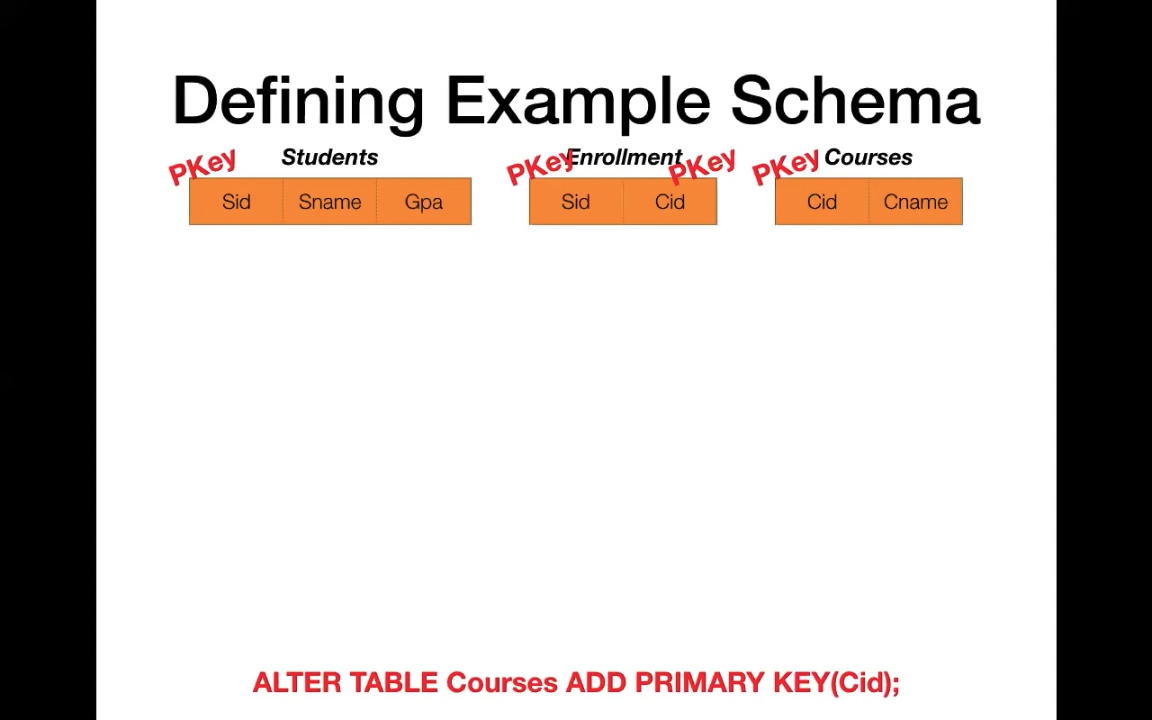 Defining Example Schema
Students
PKey
Sid Sname Gpa
Enrollment
PKey PKey
Sid Cid
Courses
PKey
Cid Cname
ALTER TABLE Courses ADD PRIMARY KEY(Cid);